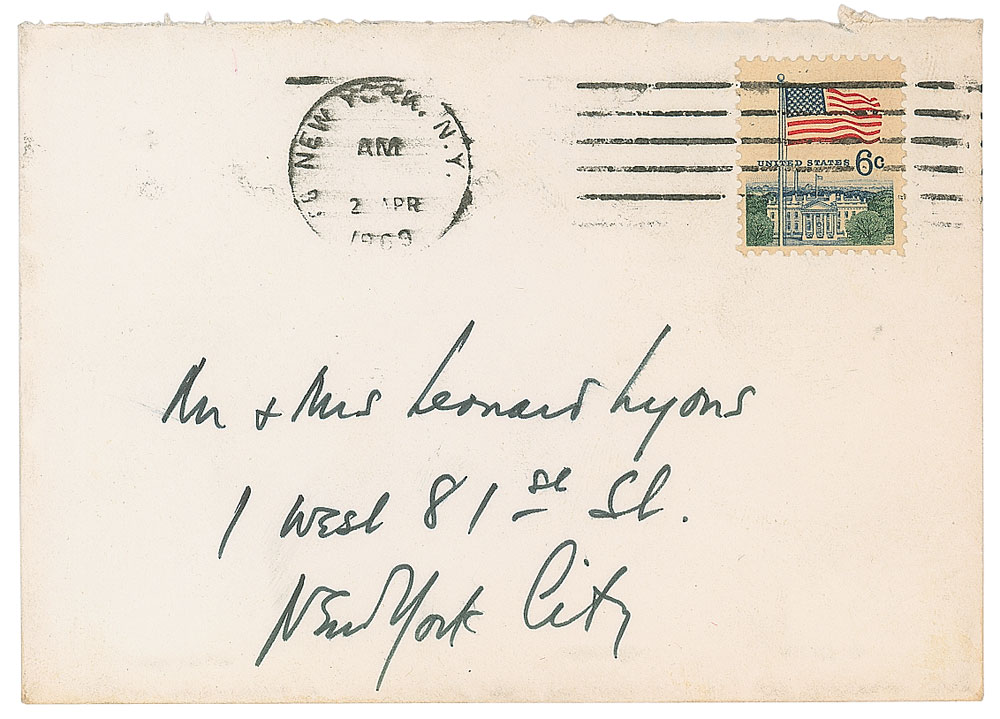 NEW YORK, N.Y.
AM
2 APR
1969
UNITED STATES 6c
Mr & Mrs Leonard Lyons
1 West 81st St.
New York City